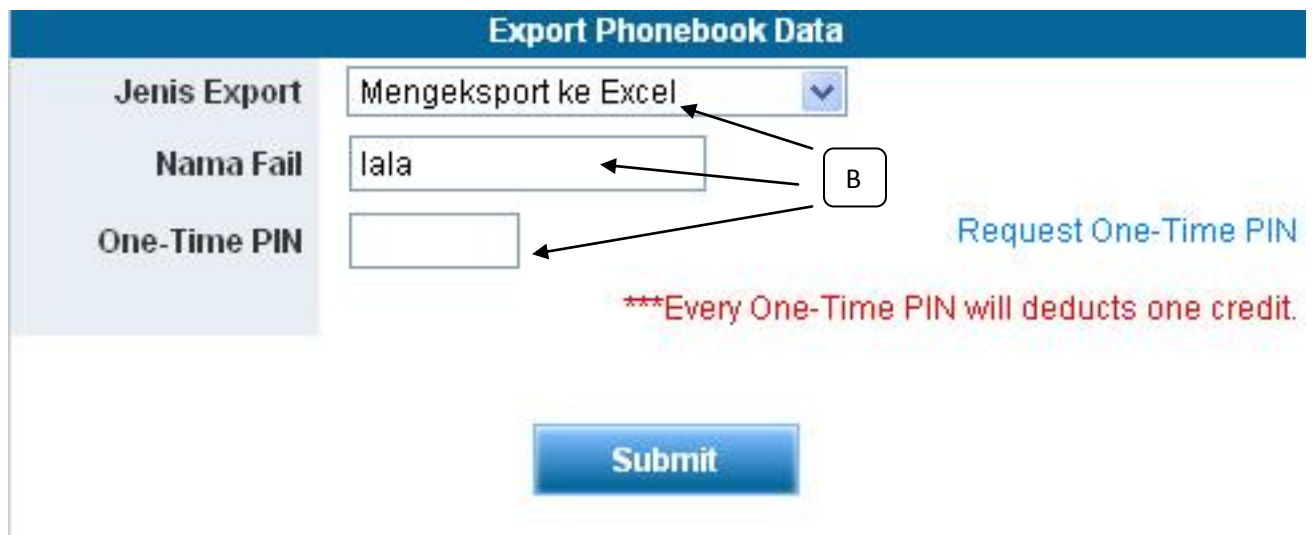 Export Phonebook Data
Jenis Export Mengeksport ke Excel
Nama Fail lala
B
One-Time PIN Request One-Time PIN
***Every One-Time PIN will deducts one credit.
Submit